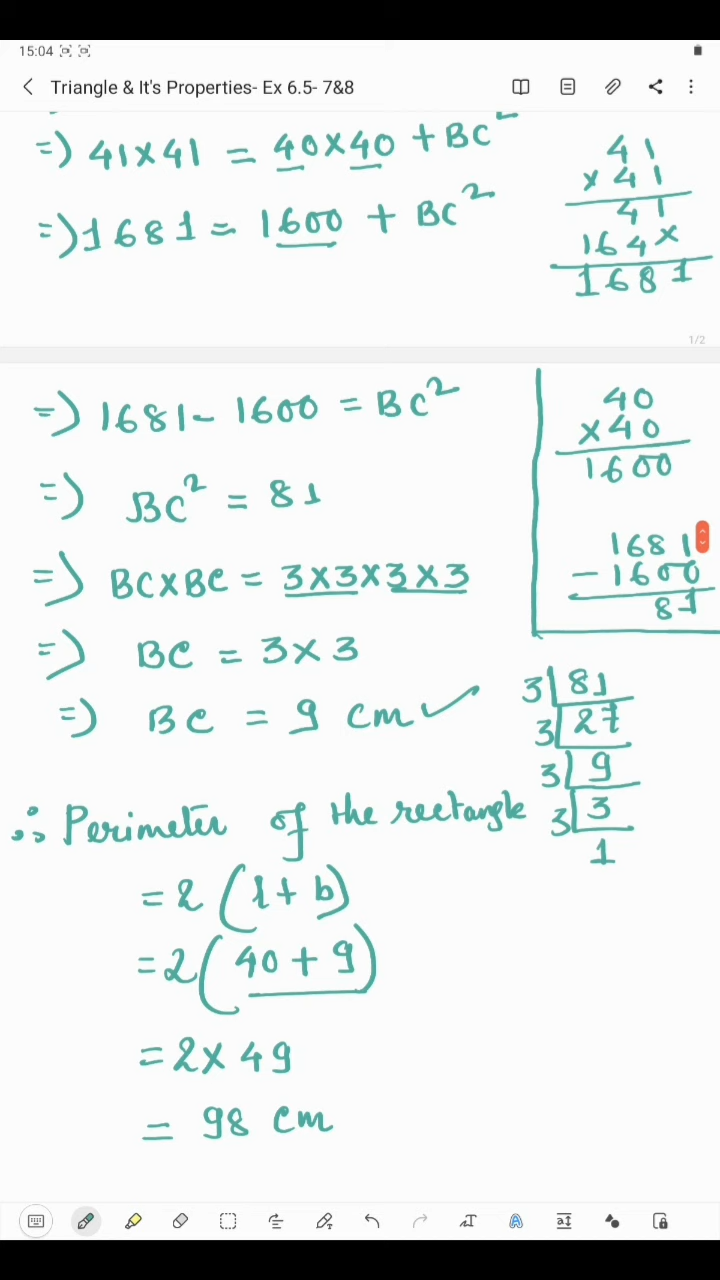 15:04
Triangle & It's Properties- Ex 6.5- 7&8
=) 41×41 = 40×40 + BC²
=) 1681 = 1600 + BC²
41
× 41
41
164×
1681
1/2
=) 1681 - 1600 = BC²
=) BC² = 81
=) BC×BC = 3×3×3×3
=) BC = 3×3
=) BC = 9 cm ✓
40
×40
1600
1681
-1600
81
3|81
3|27
3|9
3|3
1
∴ Perimeter of the rectangle
= 2 (l + b)
= 2 (40 + 9)
= 2 × 49
= 98 cm